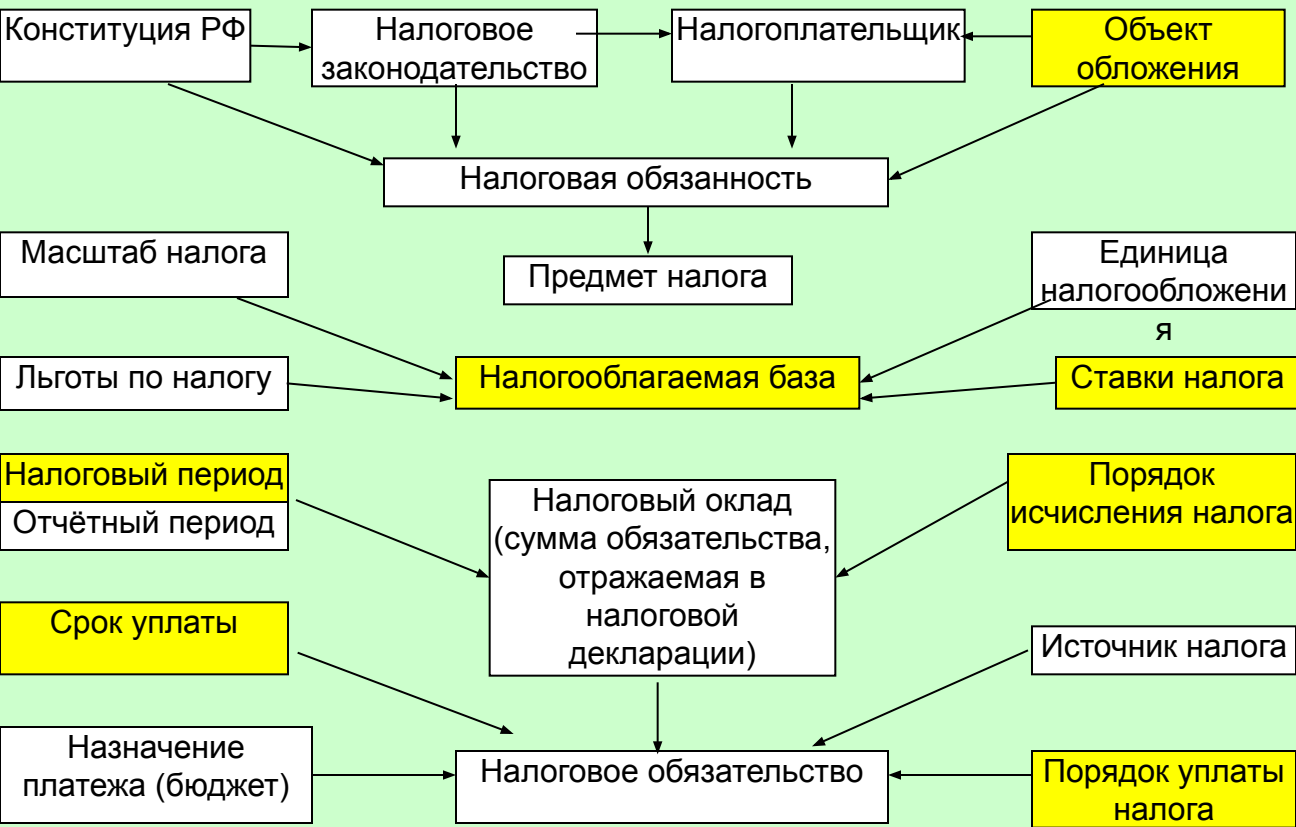 Конституция РФ
Налоговое
законодательство
Налогоплательщик
Объект
обложения
Налоговая обязанность
Масштаб налога
Предмет налога
Единица
налогообложени
я
Льготы по налогу
Налогооблагаемая база
Ставки налога
Налоговый период
Отчётный период
Налоговый оклад
(сумма обязательства,
отражаемая в
налоговой
декларации)
Порядок
исчисления налога
Срок уплаты
Источник налога
Назначение
платежа (бюджет)
Налоговое обязательство
Порядок уплаты
налога